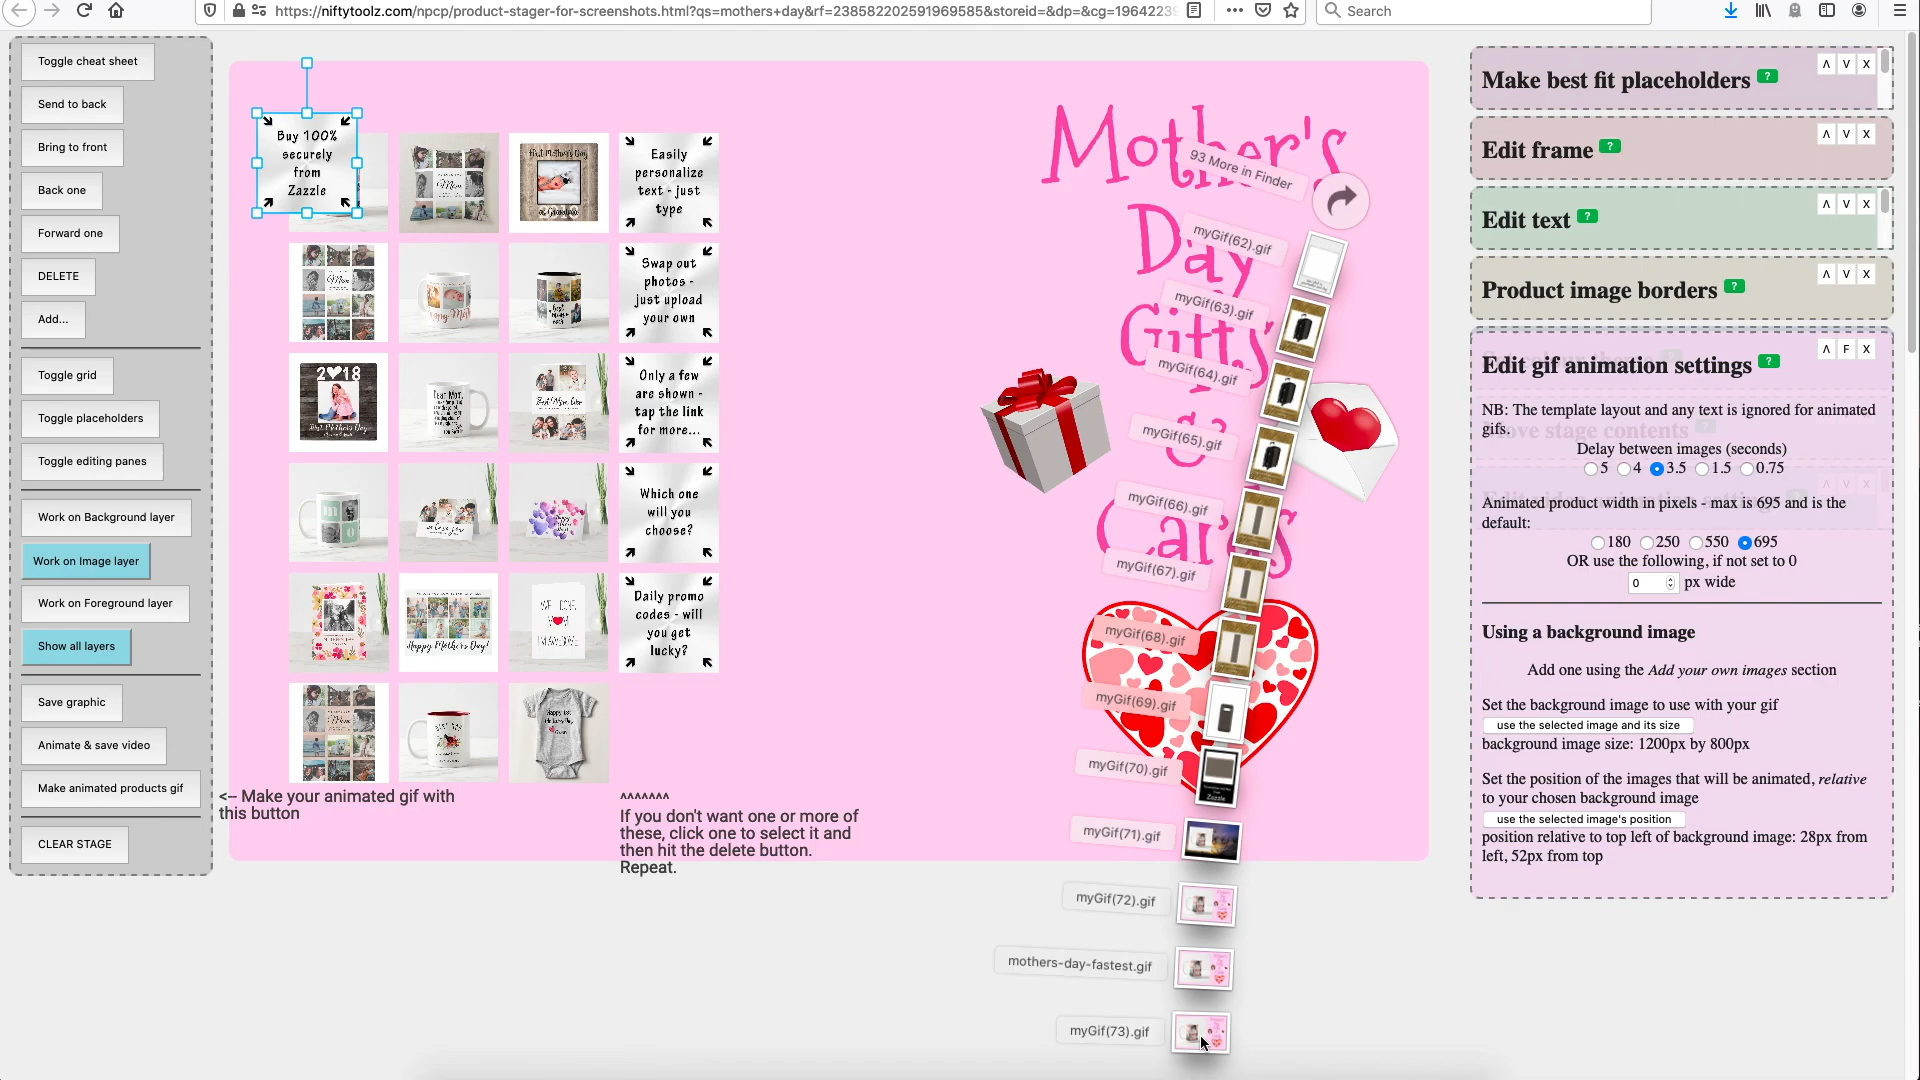 https://niftytoolz.com/npcp/product-stager-for-screenshots.html?qs=mothers+day&rf=238582202591969585&storeid=&dp=&cg=1964223
Search
Toggle cheat sheet
Send to back
Bring to front
Back one
Forward one
DELETE
Add...
Toggle grid
Toggle placeholders
Toggle editing panes
Work on Background layer
Work on Image layer
Work on Foreground layer
Show all layers
Save graphic
Animate & save video
Make animated products gif
CLEAR STAGE
Buy 100%
securely
from
Zazzle
Easily
personalize
text - just
type
Swap out
photos -
just upload
your own
Only a few
are shown -
tap the link
for more...
Which one
will you
choose?
Daily promo
codes - will
you get
lucky?
<-- Make your animated gif with
this button
^^^^^^^
If you don't want one or more of
these, click one to select it and
then hit the delete button.
Repeat.
Mother's
Day
Gifts
&
Cards
93 More in Finder
myGif(62).gif
myGif(63).gif
myGif(64).gif
myGif(65).gif
myGif(66).gif
myGif(67).gif
myGif(68).gif
myGif(69).gif
myGif(70).gif
myGif(71).gif
myGif(72).gif
mothers-day-fastest.gif
myGif(73).gif
Make best fit placeholders ?
Λ V X
Edit frame ?
Λ V X
Edit text ?
Λ V X
Product image borders ?
Λ V X
Edit gif animation settings ?
Λ F X
NB: The template layout and any text is ignored for animated
gifs.
Move stage contents
Delay between images (seconds)
5 4 3.5 1.5 0.75
Animated product width in pixels - max is 695 and is the
default:
180 250 550 695
OR use the following, if not set to 0
0 px wide
Using a background image
Add one using the Add your own images section
Set the background image to use with your gif
use the selected image and its size
background image size: 1200px by 800px
Set the position of the images that will be animated, relative
to your chosen background image
use the selected image's position
position relative to top left of background image: 28px from
left, 52px from top